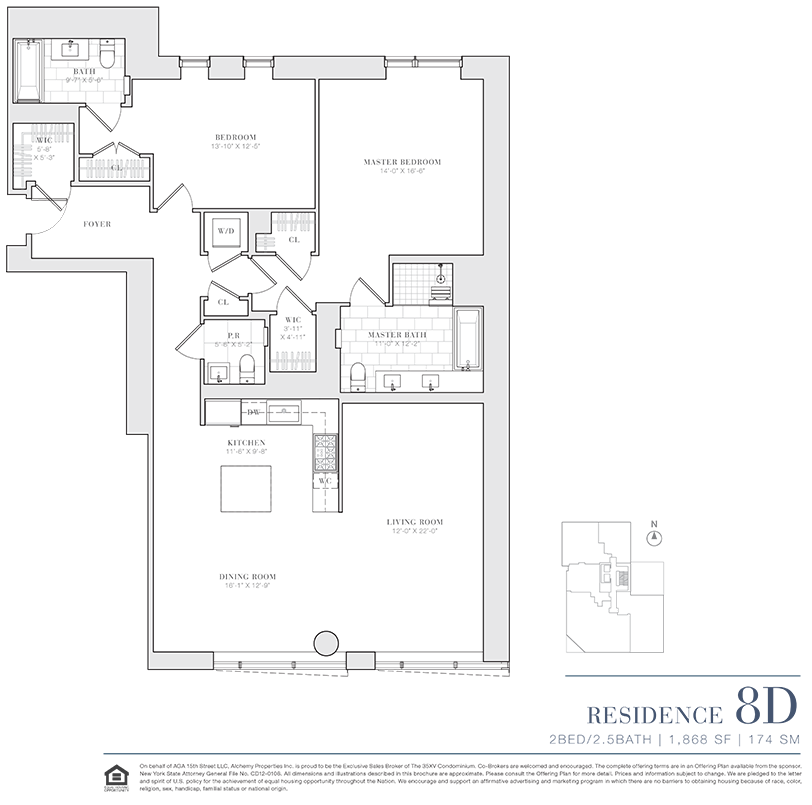 BATH
9'-7" X 5'-6"
WIC
5'-8"
X 5'-3"
CL
BEDROOM
13'-10" X 12'-5"
MASTER BEDROOM
14'-0" X 16'-6"
FOYER
W/D
CL
CL
WIC
3'-11"
X 4'-11"
P.R
5'-6" X 5'-2"
MASTER BATH
11'-0" X 12'-2"
DW
KITCHEN
11'-6" X 9'-8"
WC
LIVING ROOM
12'-0" X 22'-0"
DINING ROOM
16'-1" X 12'-9"
N
RESIDENCE 8D
2BED/2.5BATH | 1,868 SF | 174 SM
EQUAL HOUSING
OPPORTUNITY
On behalf of AGA 15th Street LLC, Alchemy Properties Inc. is proud to be the Exclusive Sales Broker of The 35XV Condominium. Co-Brokers are welcomed and encouraged. The complete offering terms are in an Offering Plan available from the sponsor.
New York State Attorney General File No. CD12-0106. All dimensions and illustrations described in this brochure are approximate. Please consult the Offering Plan for more detail. Prices and information subject to change. We are pledged to the letter
and spirit of U.S. policy for the achievement of equal housing opportunity throughout the Nation. We encourage and support an affirmative advertising and marketing program in which there are no barriers to obtaining housing because of race, color,
religion, sex, handicap, familial status or national origin.